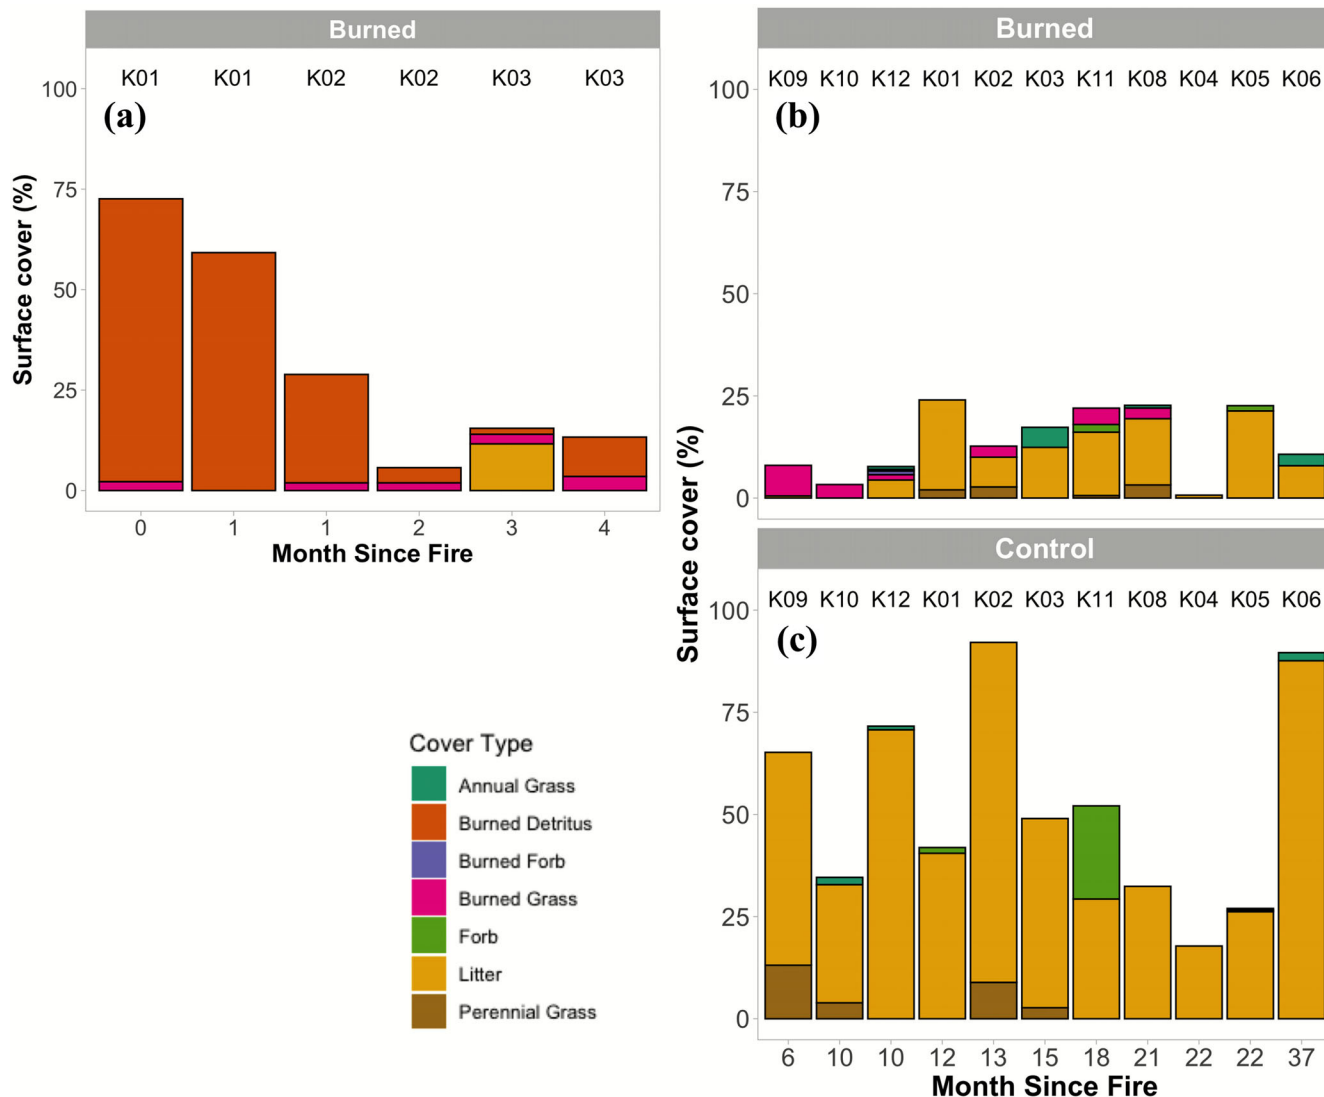 Burned
K01 K01 K02 K02 K03 K03
(a)
100
75
50
25
0
Surface cover (%)
0 1 1 2 3 4
Month Since Fire
Burned
K09 K10 K12 K01 K02 K03 K11 K08 K04 K05 K06
(b)
100
75
50
25
0
Surface cover (%)
Control
K09 K10 K12 K01 K02 K03 K11 K08 K04 K05 K06
(c)
100
75
50
25
0
6 10 10 12 13 15 18 21 22 22 37
Month Since Fire
Cover Type
Annual Grass
Burned Detritus
Burned Forb
Burned Grass
Forb
Litter
Perennial Grass